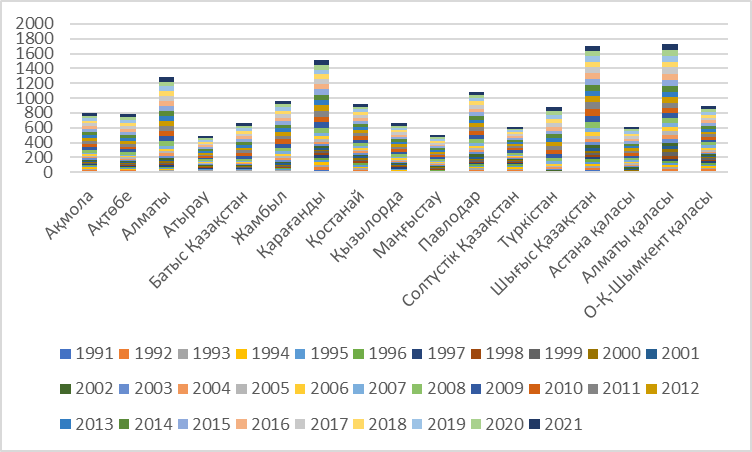 2000
1800
1600
1400
1200
1000
800
600
400
200
0
Ақмола
Ақтөбе
Алматы
Атырау
Батыс Қазақстан
Жамбыл
Қарағанды
Қостанай
Қызылорда
Маңғыстау
Павлодар
Солтүстік Қазақстан
Түркістан
Шығыс Қазақстан
Астана қаласы
Алматы қаласы
О-Қ-Шымкент қаласы
1991 1992 1993 1994 1995 1996 1997 1998 1999 2000 2001
2002 2003 2004 2005 2006 2007 2008 2009 2010 2011 2012
2013 2014 2015 2016 2017 2018 2019 2020 2021